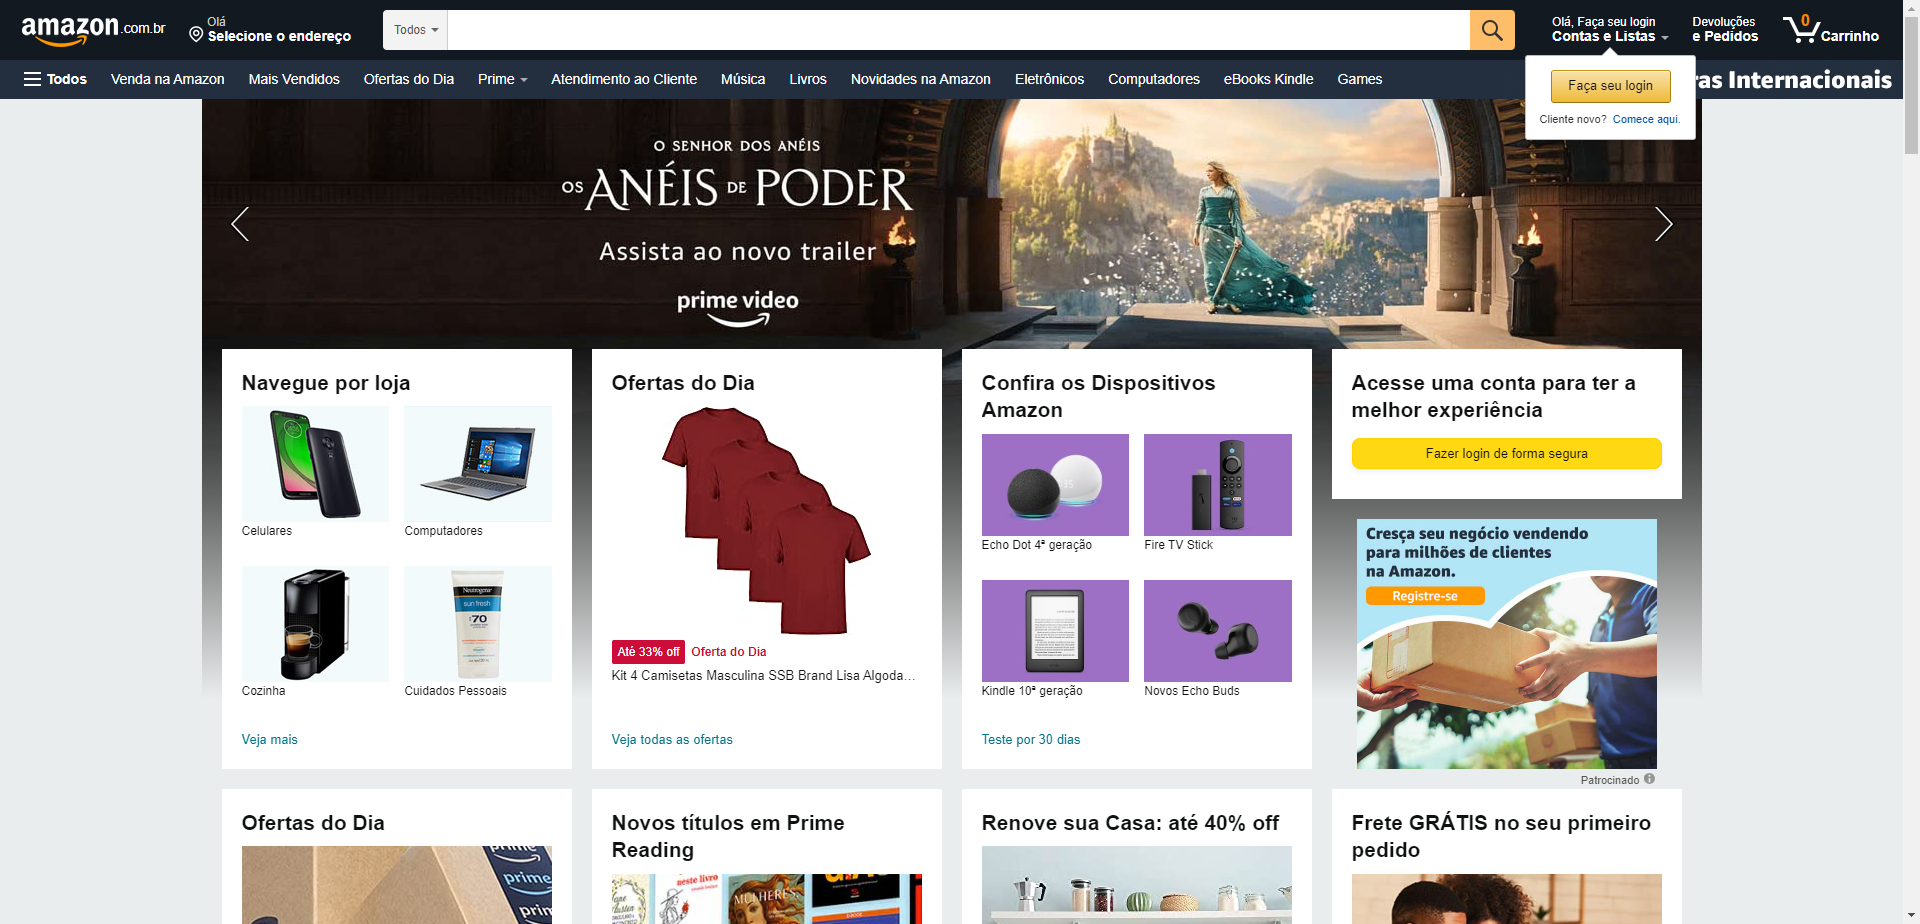 amazon.com.br
Olá
Selecione o endereço
Todos
Olá, Faça seu login
Contas e Listas
Devoluções
e Pedidos
0
Carrinho
Todos
Venda na Amazon
Mais Vendidos
Ofertas do Dia
Prime
Atendimento ao Cliente
Música
Livros
Novidades na Amazon
Eletrônicos
Computadores
eBooks Kindle
Games
Internacionais
Faça seu login
Cliente novo? Comece aqui.
O SENHOR DOS ANÉIS
OS ANÉIS DE PODER
Assista ao novo trailer
prime video
Navegue por loja
Celulares
Computadores
Neutrogena
sun fresh
70
Cozinha
Cuidados Pessoais
Veja mais
Ofertas do Dia
Até 33% off
Oferta do Dia
Kit 4 Camisetas Masculina SSB Brand Lisa Algoda…
Veja todas as ofertas
Confira os Dispositivos
Amazon
Echo Dot 4ª geração
Fire TV Stick
Kindle 10ª geração
Novos Echo Buds
Teste por 30 dias
Acesse uma conta para ter a
melhor experiência
Fazer login de forma segura
Cresça seu negócio vendendo
para milhões de clientes
na Amazon.
Registre-se
Patrocinado
Ofertas do Dia
prime
Novos títulos em Prime
Reading
neste livro
MULHERES
Renove sua Casa: até 40% off
Frete GRÁTIS no seu primeiro
pedido